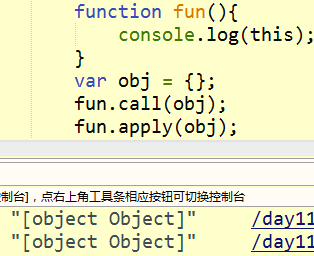 function fun(){
console.log(this);
}
var obj = {};
fun.call(obj);
fun.apply(obj);
控制台]，点右上角工具条相应按钮可切换控制台
"[object Object]" /day11
"[object Object]" /day11